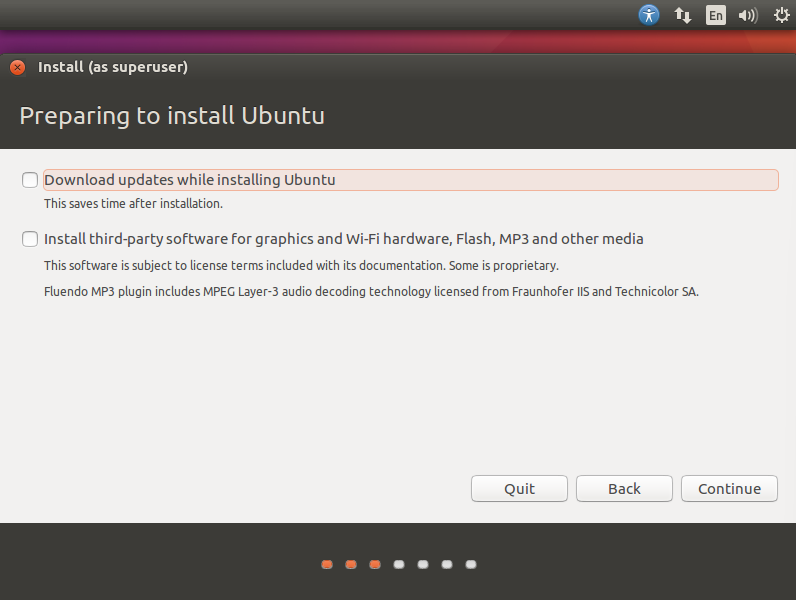 En
Install (as superuser)
Preparing to install Ubuntu
Download updates while installing Ubuntu
This saves time after installation.
Install third-party software for graphics and Wi-Fi hardware, Flash, MP3 and other media
This software is subject to license terms included with its documentation. Some is proprietary.
Fluendo MP3 plugin includes MPEG Layer-3 audio decoding technology licensed from Fraunhofer IIS and Technicolor SA.
Quit Back Continue